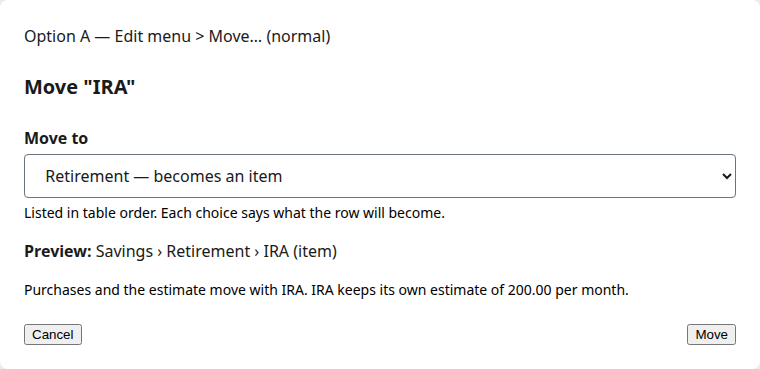 Option A — Edit menu > Move... (normal)
Move "IRA"
Move to
Retirement — becomes an item
Listed in table order. Each choice says what the row will become.
Preview: Savings › Retirement › IRA (item)
Purchases and the estimate move with IRA. IRA keeps its own estimate of 200.00 per month.
Cancel
Move